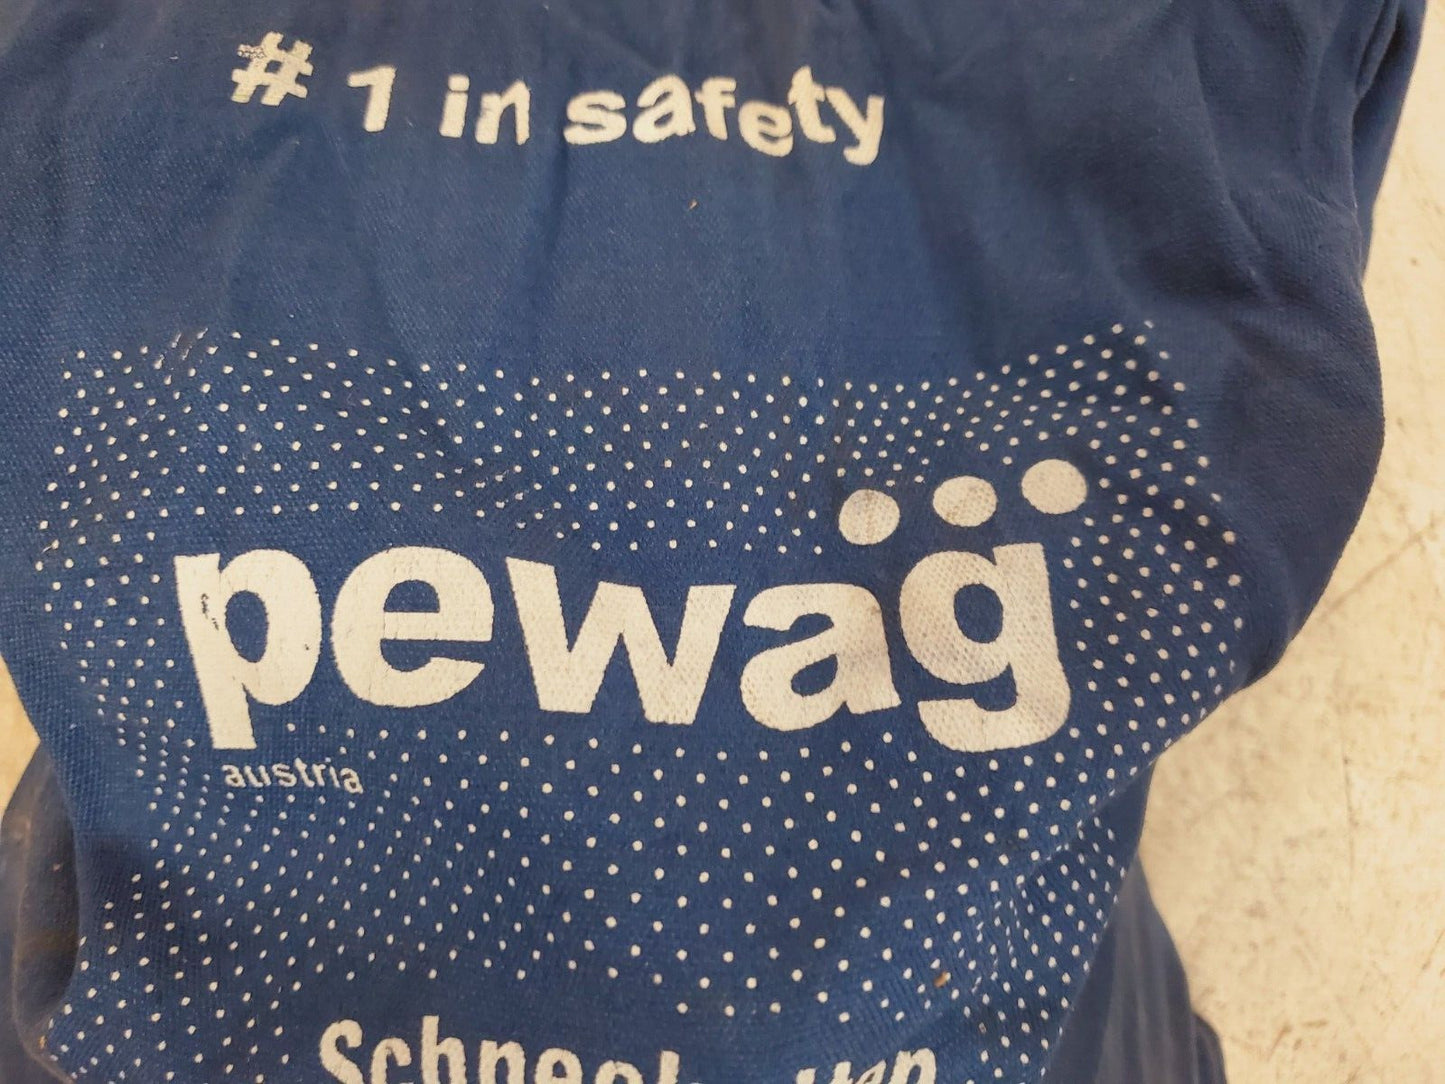 # 1 in safety
pewag
austria